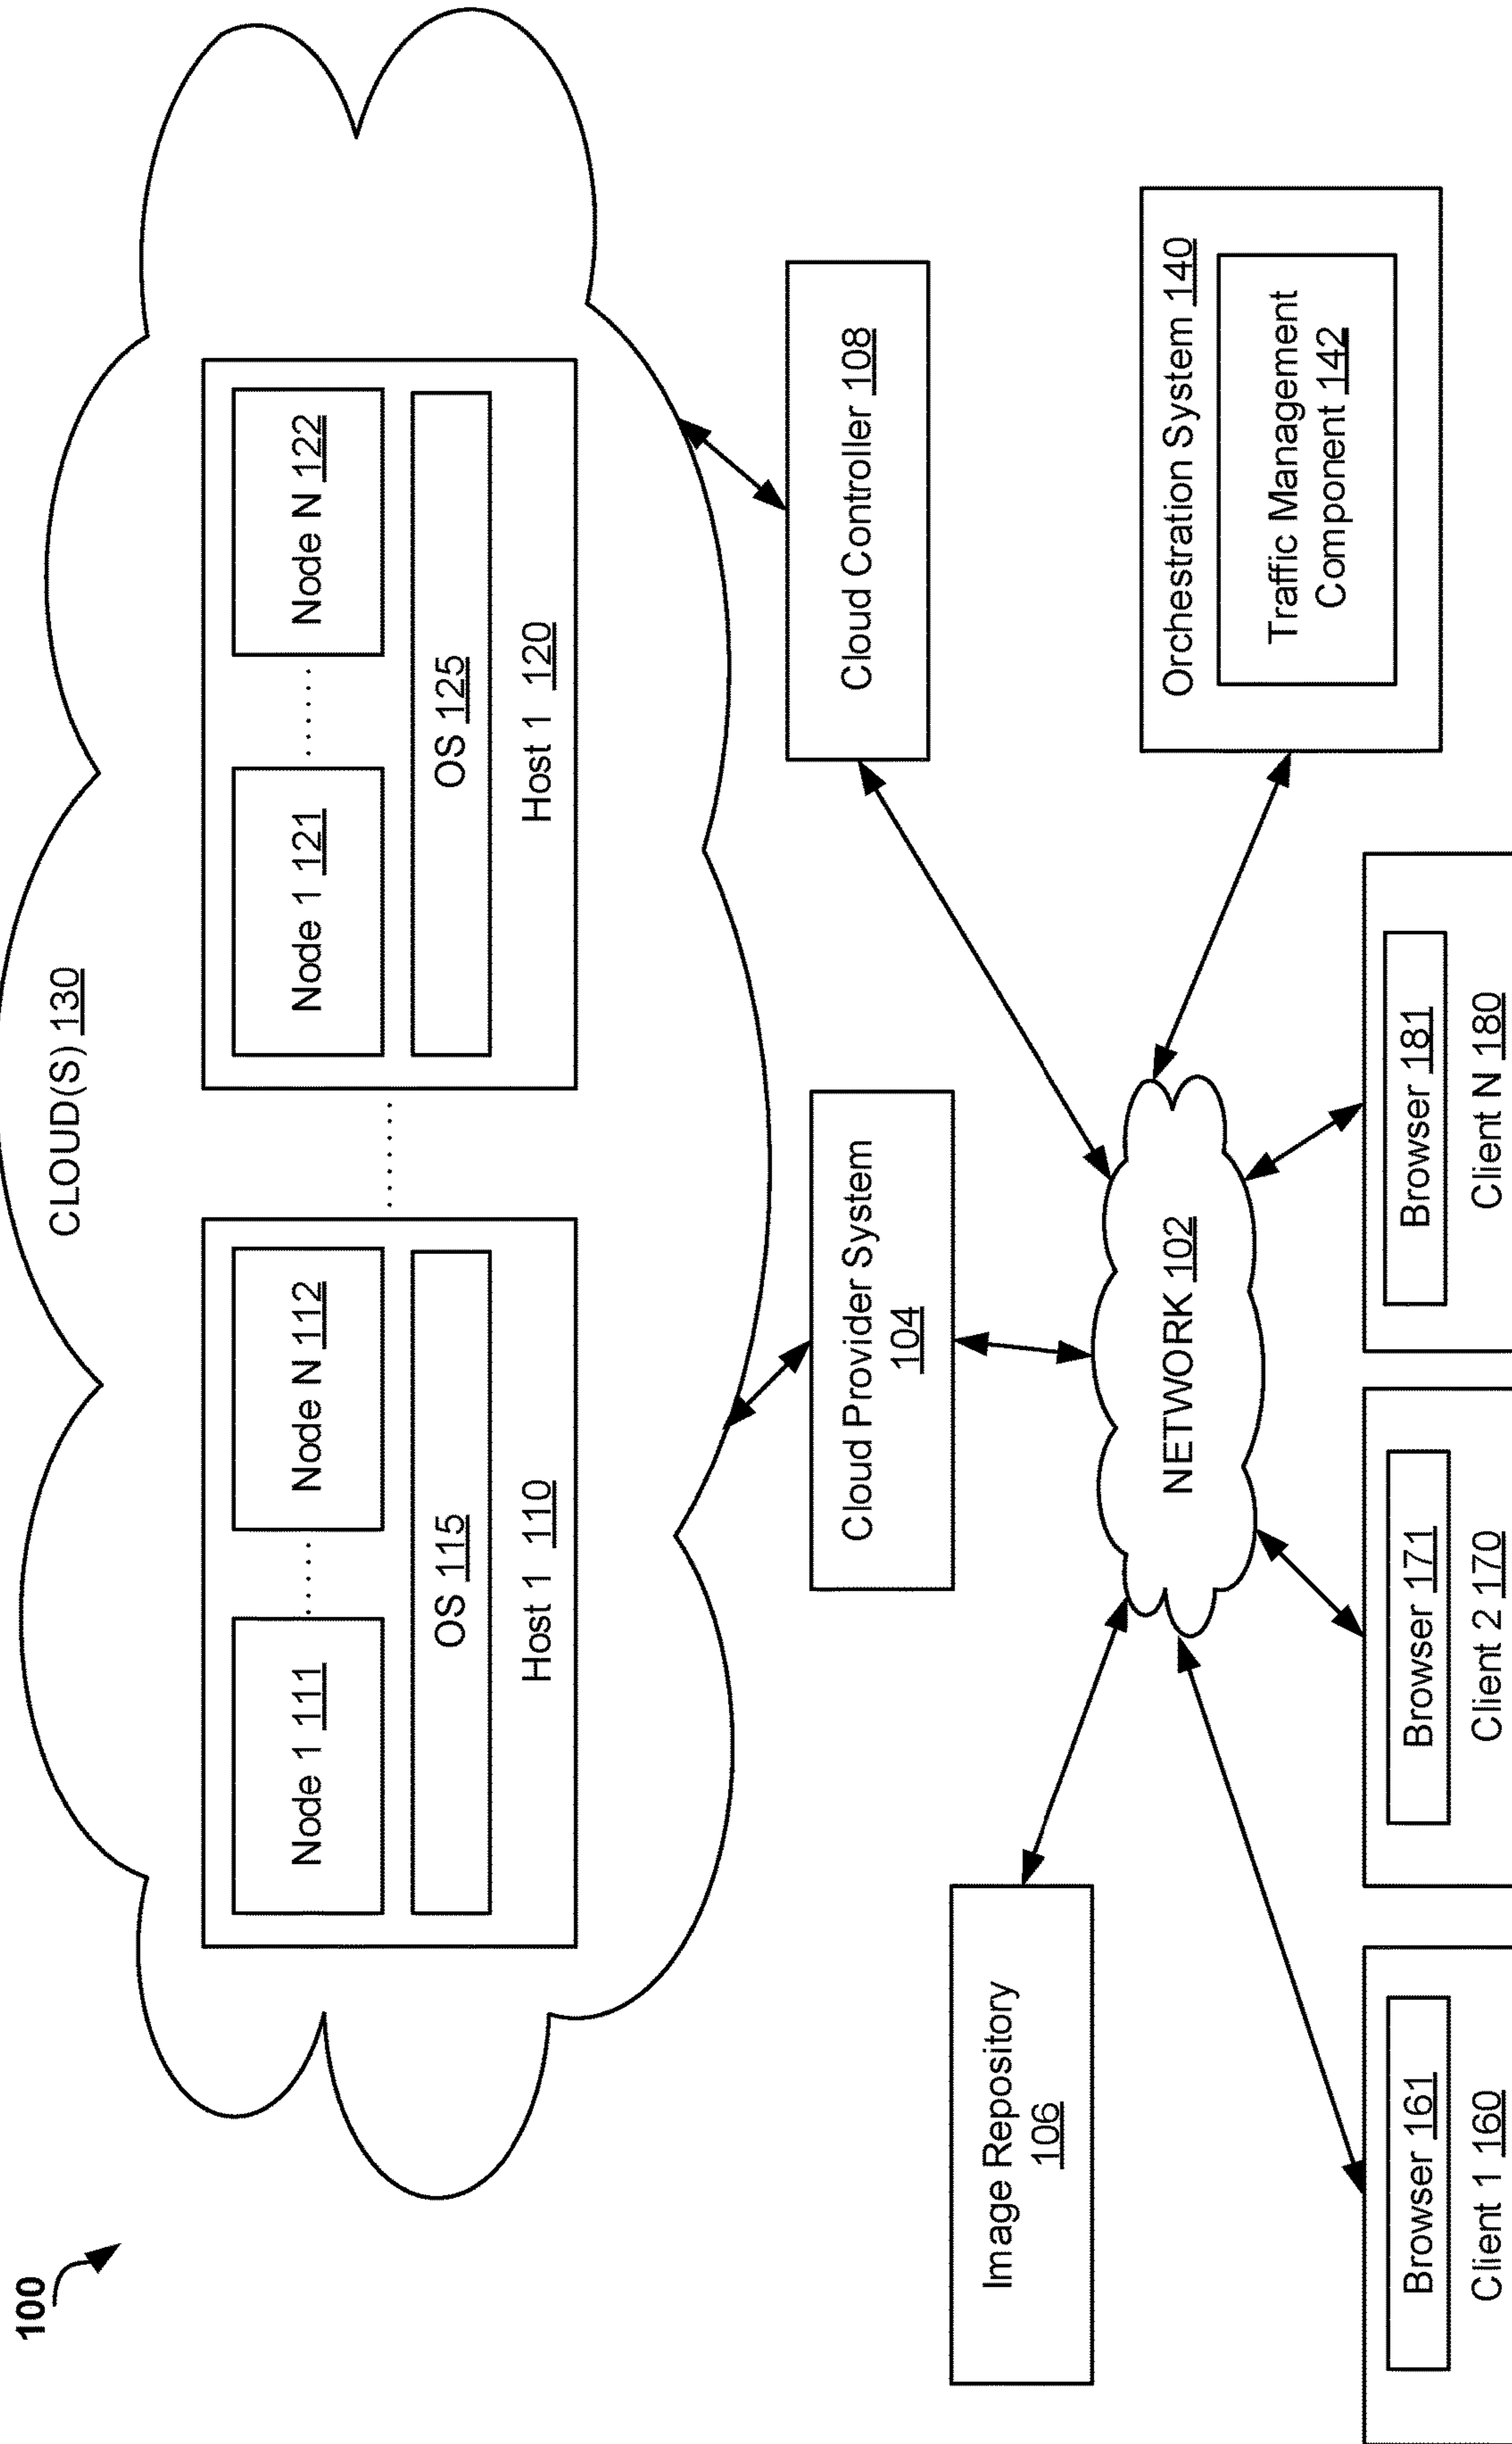 100
CLOUD(S) 130
Node 1 111
......
Node N 112
OS 115
Host 1 110
.......
Node 1 121
......
Node N 122
OS 125
Host 1 120
Cloud Provider System
104
Cloud Controller 108
Image Repository
106
NETWORK 102
Orchestration System 140
Traffic Management
Component 142
Browser 161
Client 1 160
Browser 171
Client 2 170
Browser 181
Client N 180